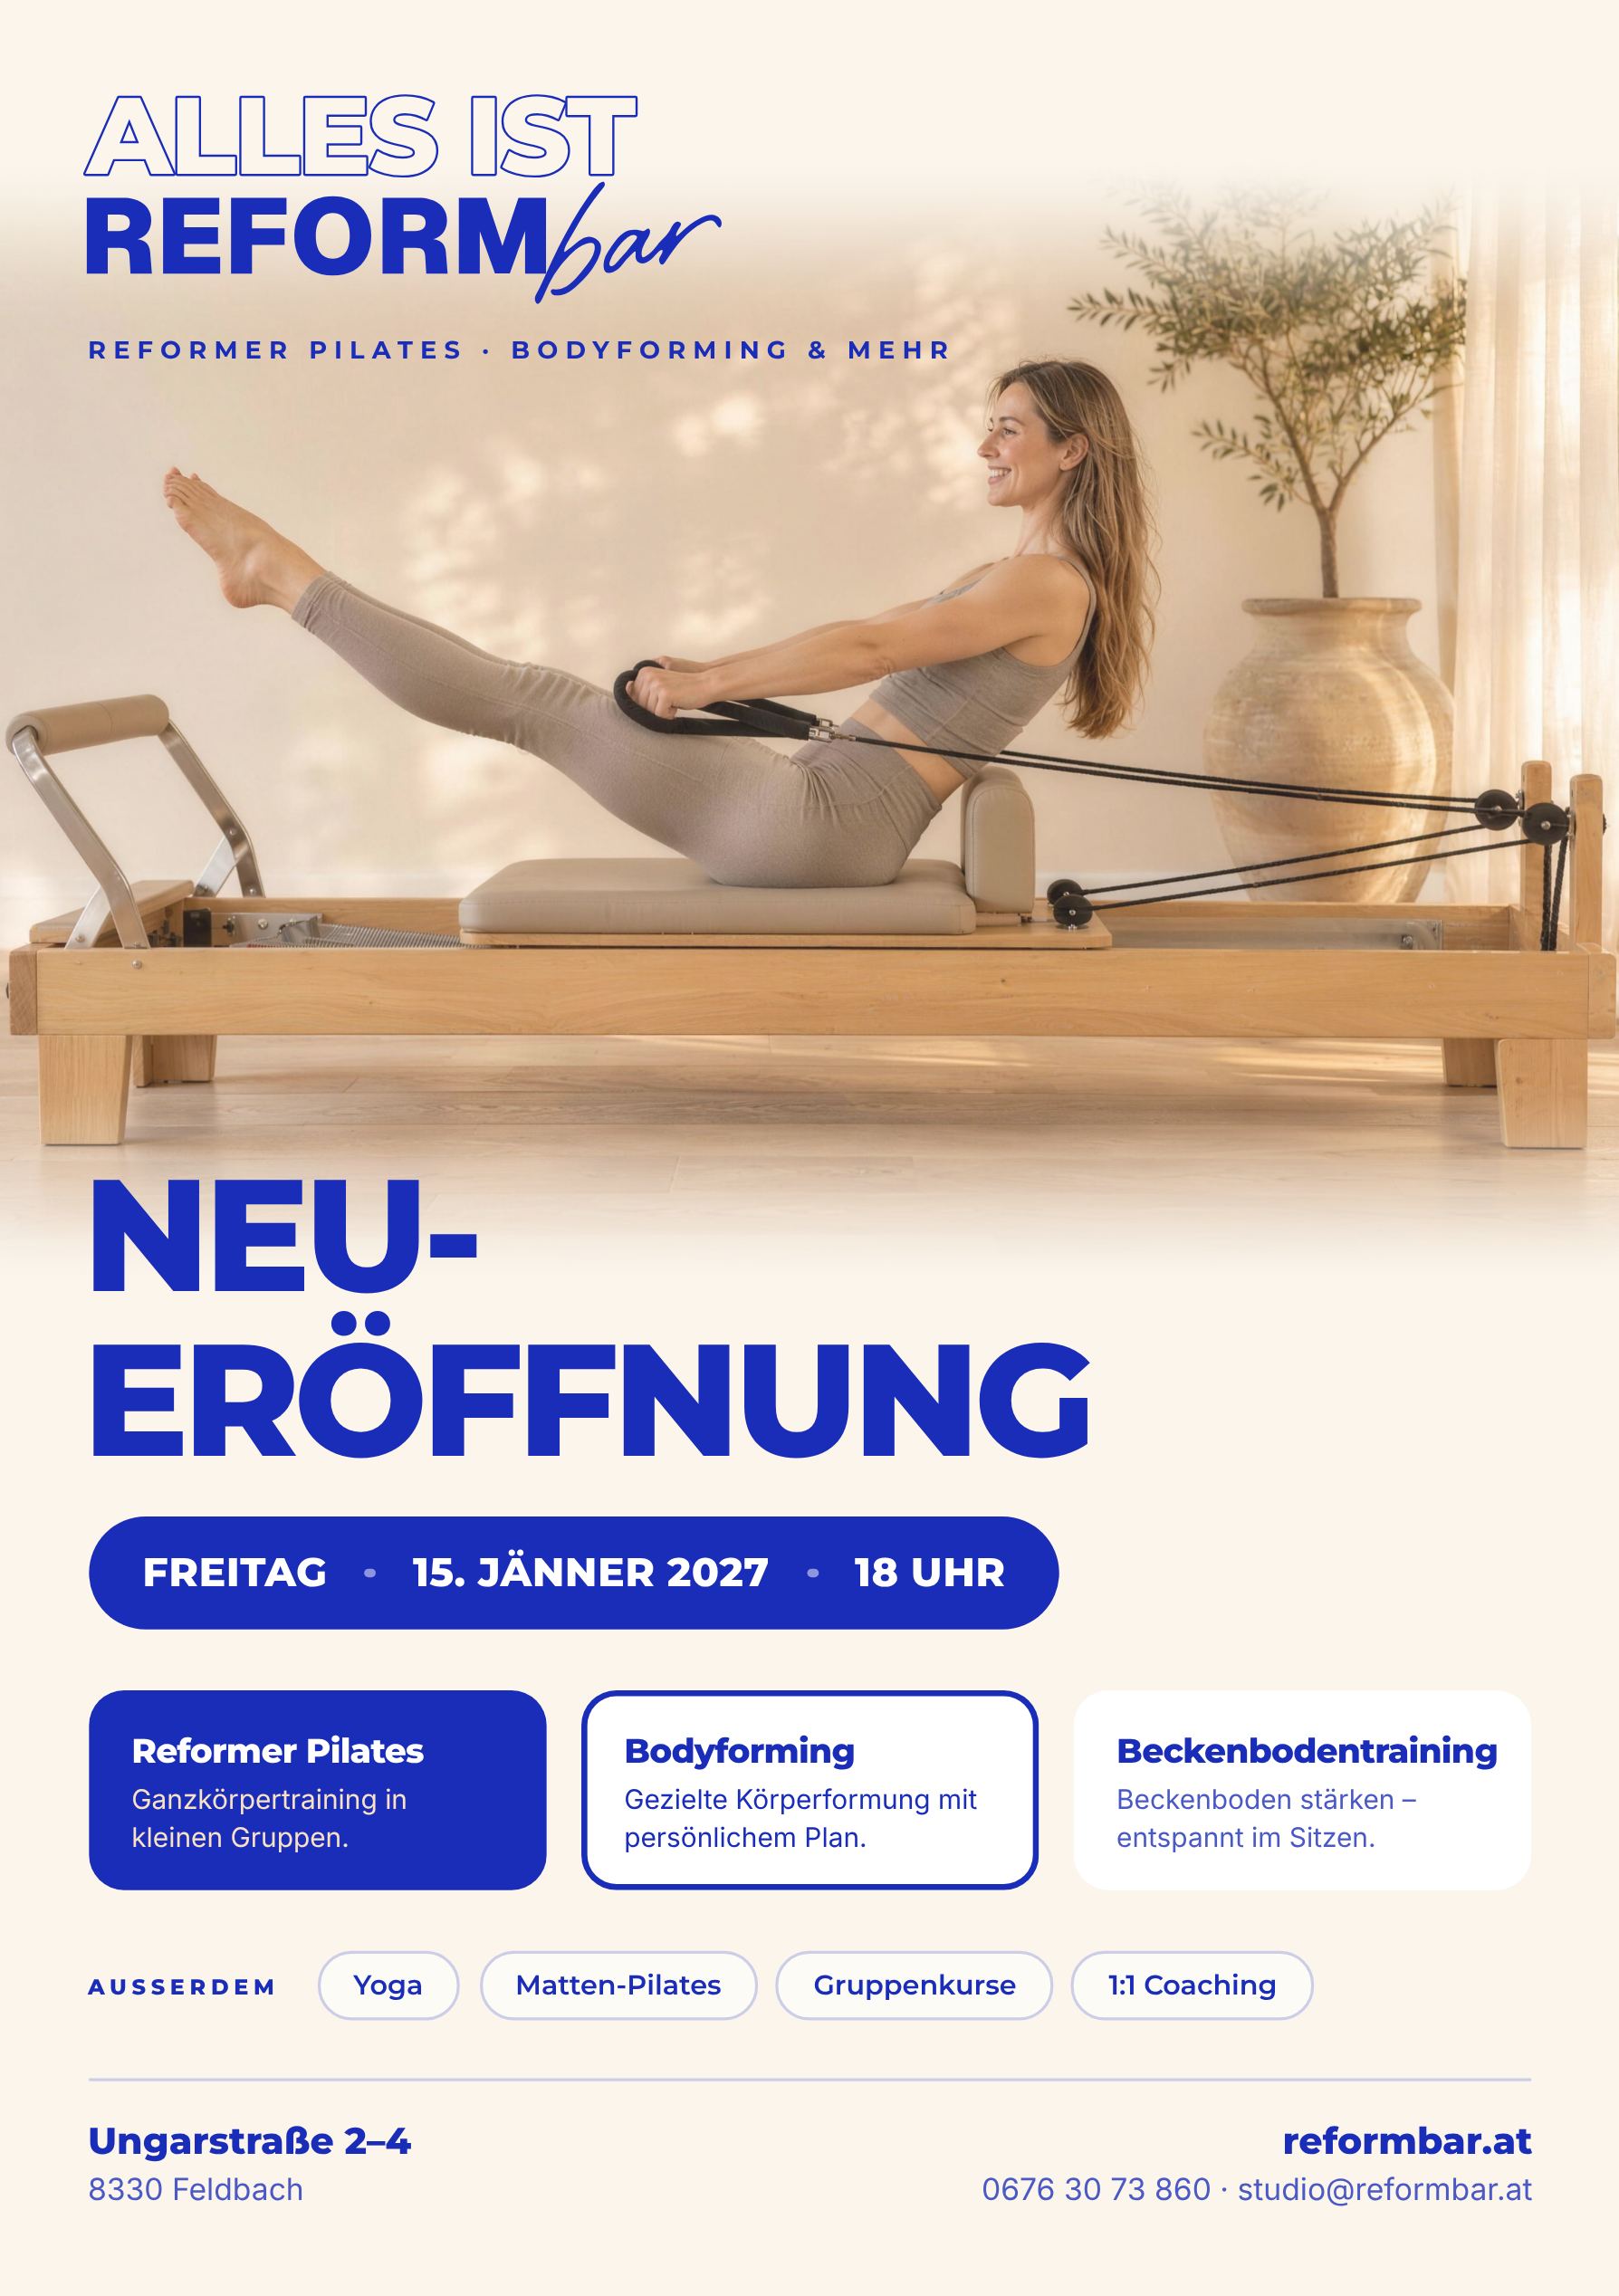 ALLES IST
REFORMbar
REFORMER PILATES · BODYFORMING & MEHR
NEU-
ERÖFFNUNG
FREITAG • 15. JÄNNER 2027 • 18 UHR
Reformer Pilates
Ganzkörpertraining in
kleinen Gruppen.
Bodyforming
Gezielte Körperformung mit
persönlichem Plan.
Beckenbodentraining
Beckenboden stärken –
entspannt im Sitzen.
AUSSERDEM Yoga Matten-Pilates Gruppenkurse 1:1 Coaching
Ungarstraße 2–4
8330 Feldbach
reformbar.at
0676 30 73 860 · studio@reformbar.at